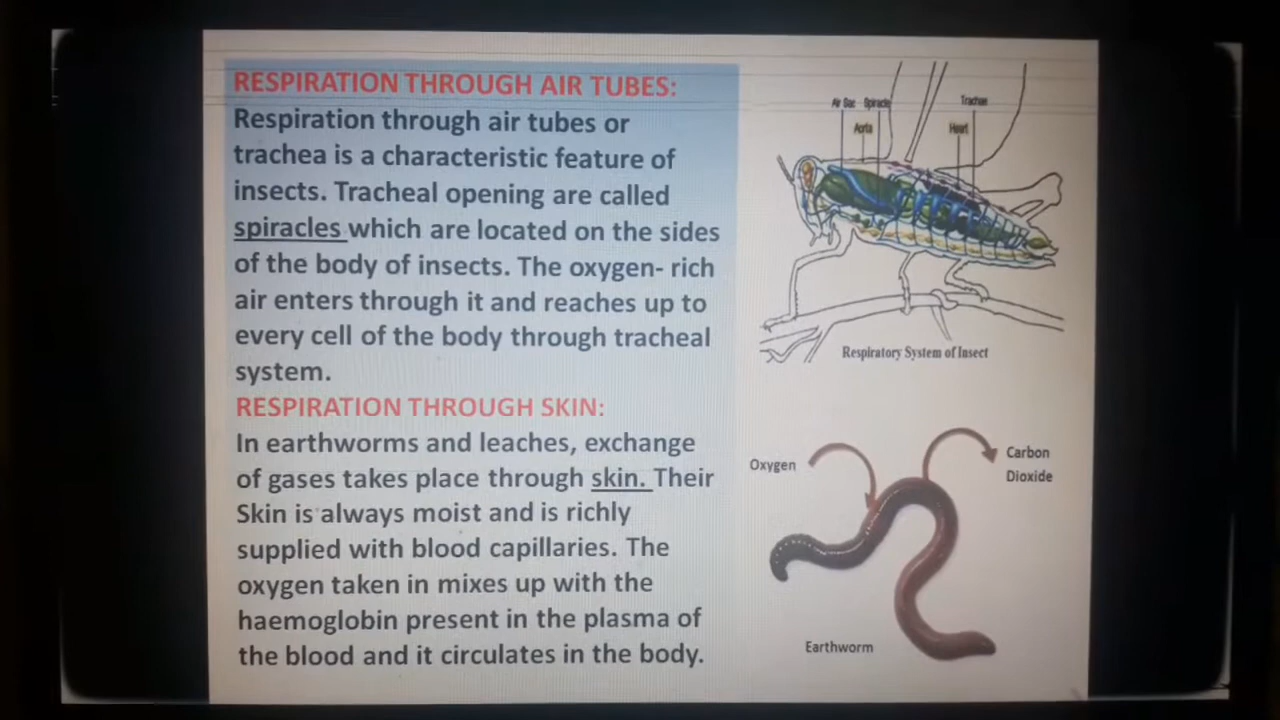 RESPIRATION THROUGH AIR TUBES:
Respiration through air tubes or
trachea is a characteristic feature of
insects. Tracheal opening are called
spiracles which are located on the sides
of the body of insects. The oxygen- rich
air enters through it and reaches up to
every cell of the body through tracheal
system.
RESPIRATION THROUGH SKIN:
In earthworms and leaches, exchange
of gases takes place through skin. Their
Skin is always moist and is richly
supplied with blood capillaries. The
oxygen taken in mixes up with the
haemoglobin present in the plasma of
the blood and it circulates in the body.
Air Sac Spiracle Trachea
Aorta Heart
Respiratory System of Insect
Oxygen
Carbon
Dioxide
Earthworm